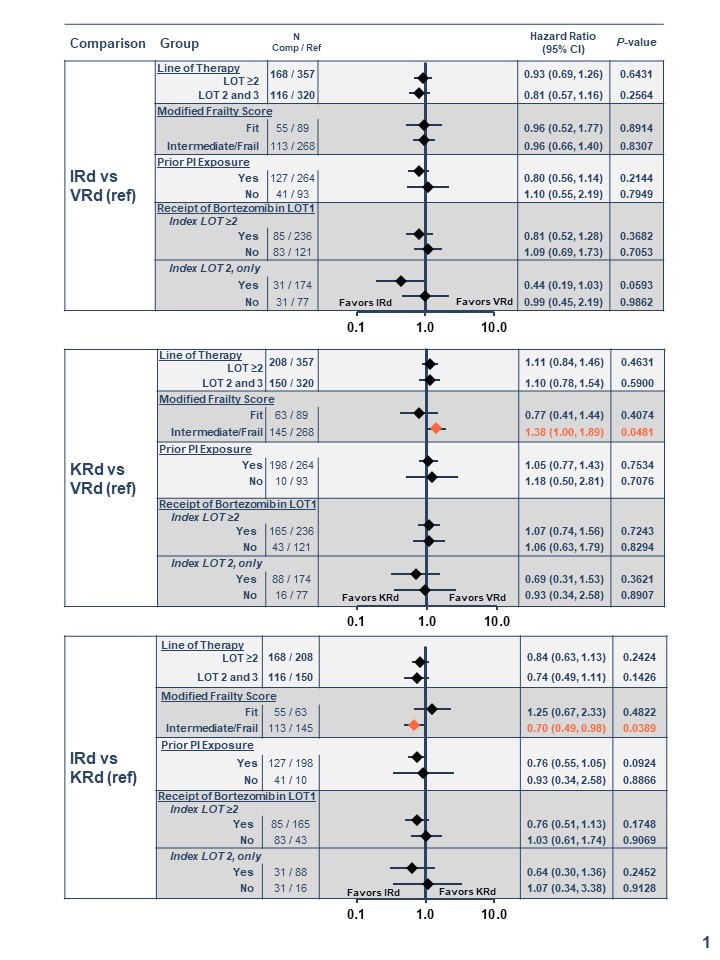 Comparison Group N Comp / Ref Hazard Ratio (95% CI) P-value
IRd vs VRd (ref)
Line of Therapy
LOT ≥2 168 / 357 0.93 (0.69, 1.26) 0.6431
LOT 2 and 3 116 / 320 0.81 (0.57, 1.16) 0.2564
Modified Frailty Score
Fit 55 / 89 0.96 (0.52, 1.77) 0.8914
Intermediate/Frail 113 / 268 0.96 (0.66, 1.40) 0.8307
Prior PI Exposure
Yes 127 / 264 0.80 (0.56, 1.14) 0.2144
No 41 / 93 1.10 (0.55, 2.19) 0.7949
Receipt of Bortezomib in LOT1
Index LOT ≥2
Yes 85 / 236 0.81 (0.52, 1.28) 0.3682
No 83 / 121 1.09 (0.69, 1.73) 0.7053
Index LOT 2, only
Yes 31 / 174 0.44 (0.19, 1.03) 0.0593
No 31 / 77 Favors IRd Favors VRd 0.99 (0.45, 2.19) 0.9862
0.1 1.0 10.0
KRd vs VRd (ref)
Line of Therapy
LOT ≥2 208 / 357 1.11 (0.84, 1.46) 0.4631
LOT 2 and 3 150 / 320 1.10 (0.78, 1.54) 0.5900
Modified Frailty Score
Fit 63 / 89 0.77 (0.41, 1.44) 0.4074
Intermediate/Frail 145 / 268 1.38 (1.00, 1.89) 0.0481
Prior PI Exposure
Yes 198 / 264 1.05 (0.77, 1.43) 0.7534
No 10 / 93 1.18 (0.50, 2.81) 0.7076
Receipt of Bortezomib in LOT1
Index LOT ≥2
Yes 165 / 236 1.07 (0.74, 1.56) 0.7243
No 43 / 121 1.06 (0.63, 1.79) 0.8294
Index LOT 2, only
Yes 88 / 174 0.69 (0.31, 1.53) 0.3621
No 16 / 77 Favors KRd Favors VRd 0.93 (0.34, 2.58) 0.8907
0.1 1.0 10.0
IRd vs KRd (ref)
Line of Therapy
LOT ≥2 168 / 208 0.84 (0.63, 1.13) 0.2424
LOT 2 and 3 116 / 150 0.74 (0.49, 1.11) 0.1426
Modified Frailty Score
Fit 55 / 63 1.25 (0.67, 2.33) 0.4822
Intermediate/Frail 113 / 145 0.70 (0.49, 0.98) 0.0389
Prior PI Exposure
Yes 127 / 198 0.76 (0.55, 1.05) 0.0924
No 41 / 10 0.93 (0.34, 2.58) 0.8866
Receipt of Bortezomib in LOT1
Index LOT ≥2
Yes 85 / 165 0.76 (0.51, 1.13) 0.1748
No 83 / 43 1.03 (0.61, 1.74) 0.9069
Index LOT 2, only
Yes 31 / 88 0.64 (0.30, 1.36) 0.2452
No 31 / 16 Favors IRd Favors KRd 1.07 (0.34, 3.38) 0.9128
0.1 1.0 10.0
1